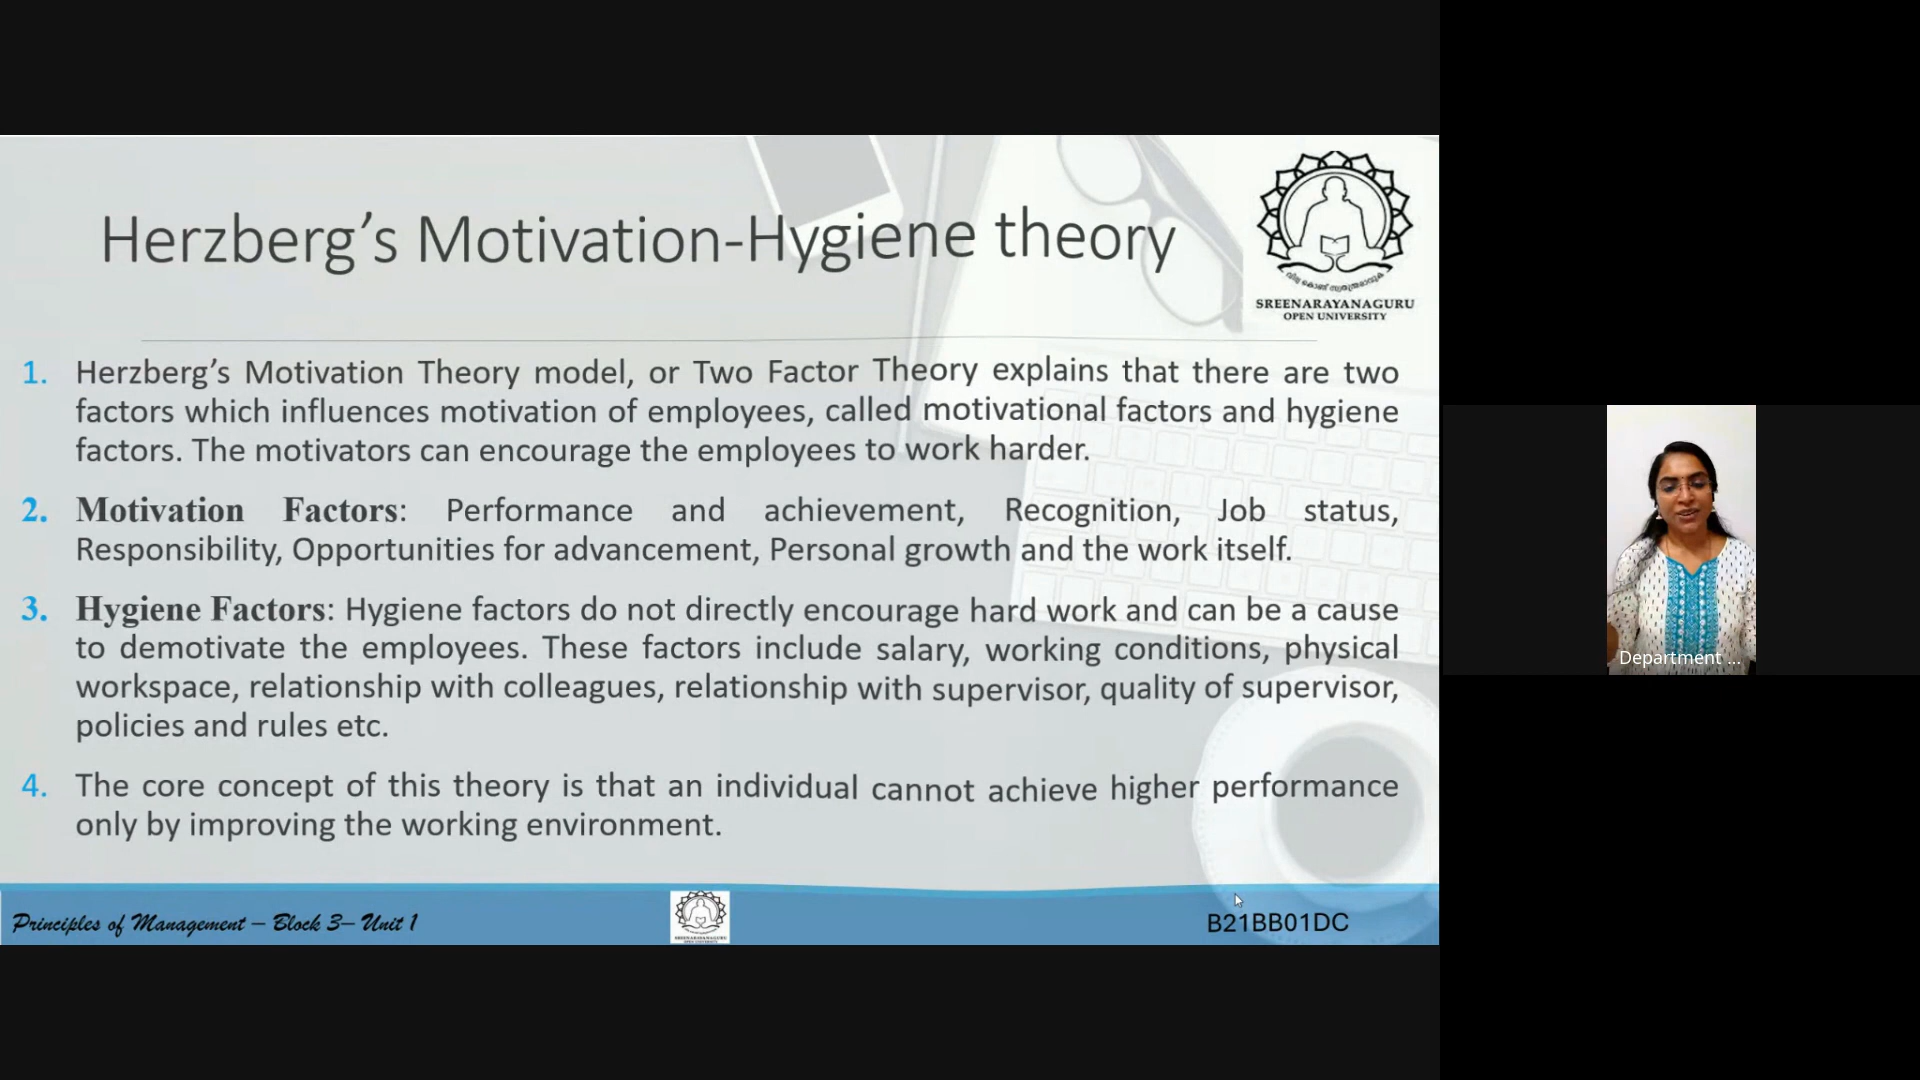 Herzberg’s Motivation-Hygiene theory
SREENARAYANAGURU
OPEN UNIVERSITY
1. Herzberg’s Motivation Theory model, or Two Factor Theory explains that there are two
factors which influences motivation of employees, called motivational factors and hygiene
factors. The motivators can encourage the employees to work harder.
2. Motivation Factors: Performance and achievement, Recognition, Job status,
Responsibility, Opportunities for advancement, Personal growth and the work itself.
3. Hygiene Factors: Hygiene factors do not directly encourage hard work and can be a cause
to demotivate the employees. These factors include salary, working conditions, physical
workspace, relationship with colleagues, relationship with supervisor, quality of supervisor,
policies and rules etc.
4. The core concept of this theory is that an individual cannot achieve higher performance
only by improving the working environment.
Department ...
Principles of Management – Block 3– Unit 1
SREENARAYANAGURU
OPEN UNIVERSITY
B21BB01DC